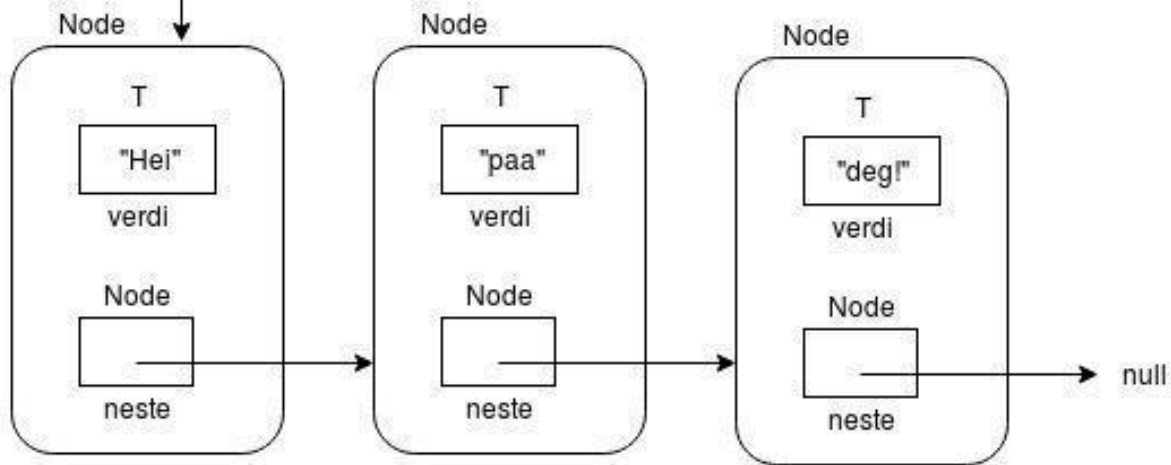 Node
T
"Hei"
verdi
Node
neste
Node
T
"paa"
verdi
Node
neste
Node
T
"deg!"
verdi
Node
neste
null